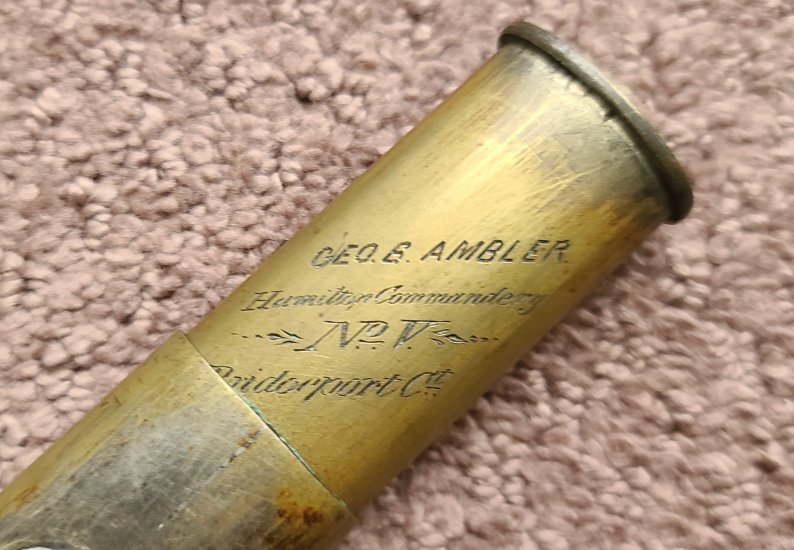 GEO. B. AMBLER
Hamilton Commandery
No. V.
Bridgeport Ct.